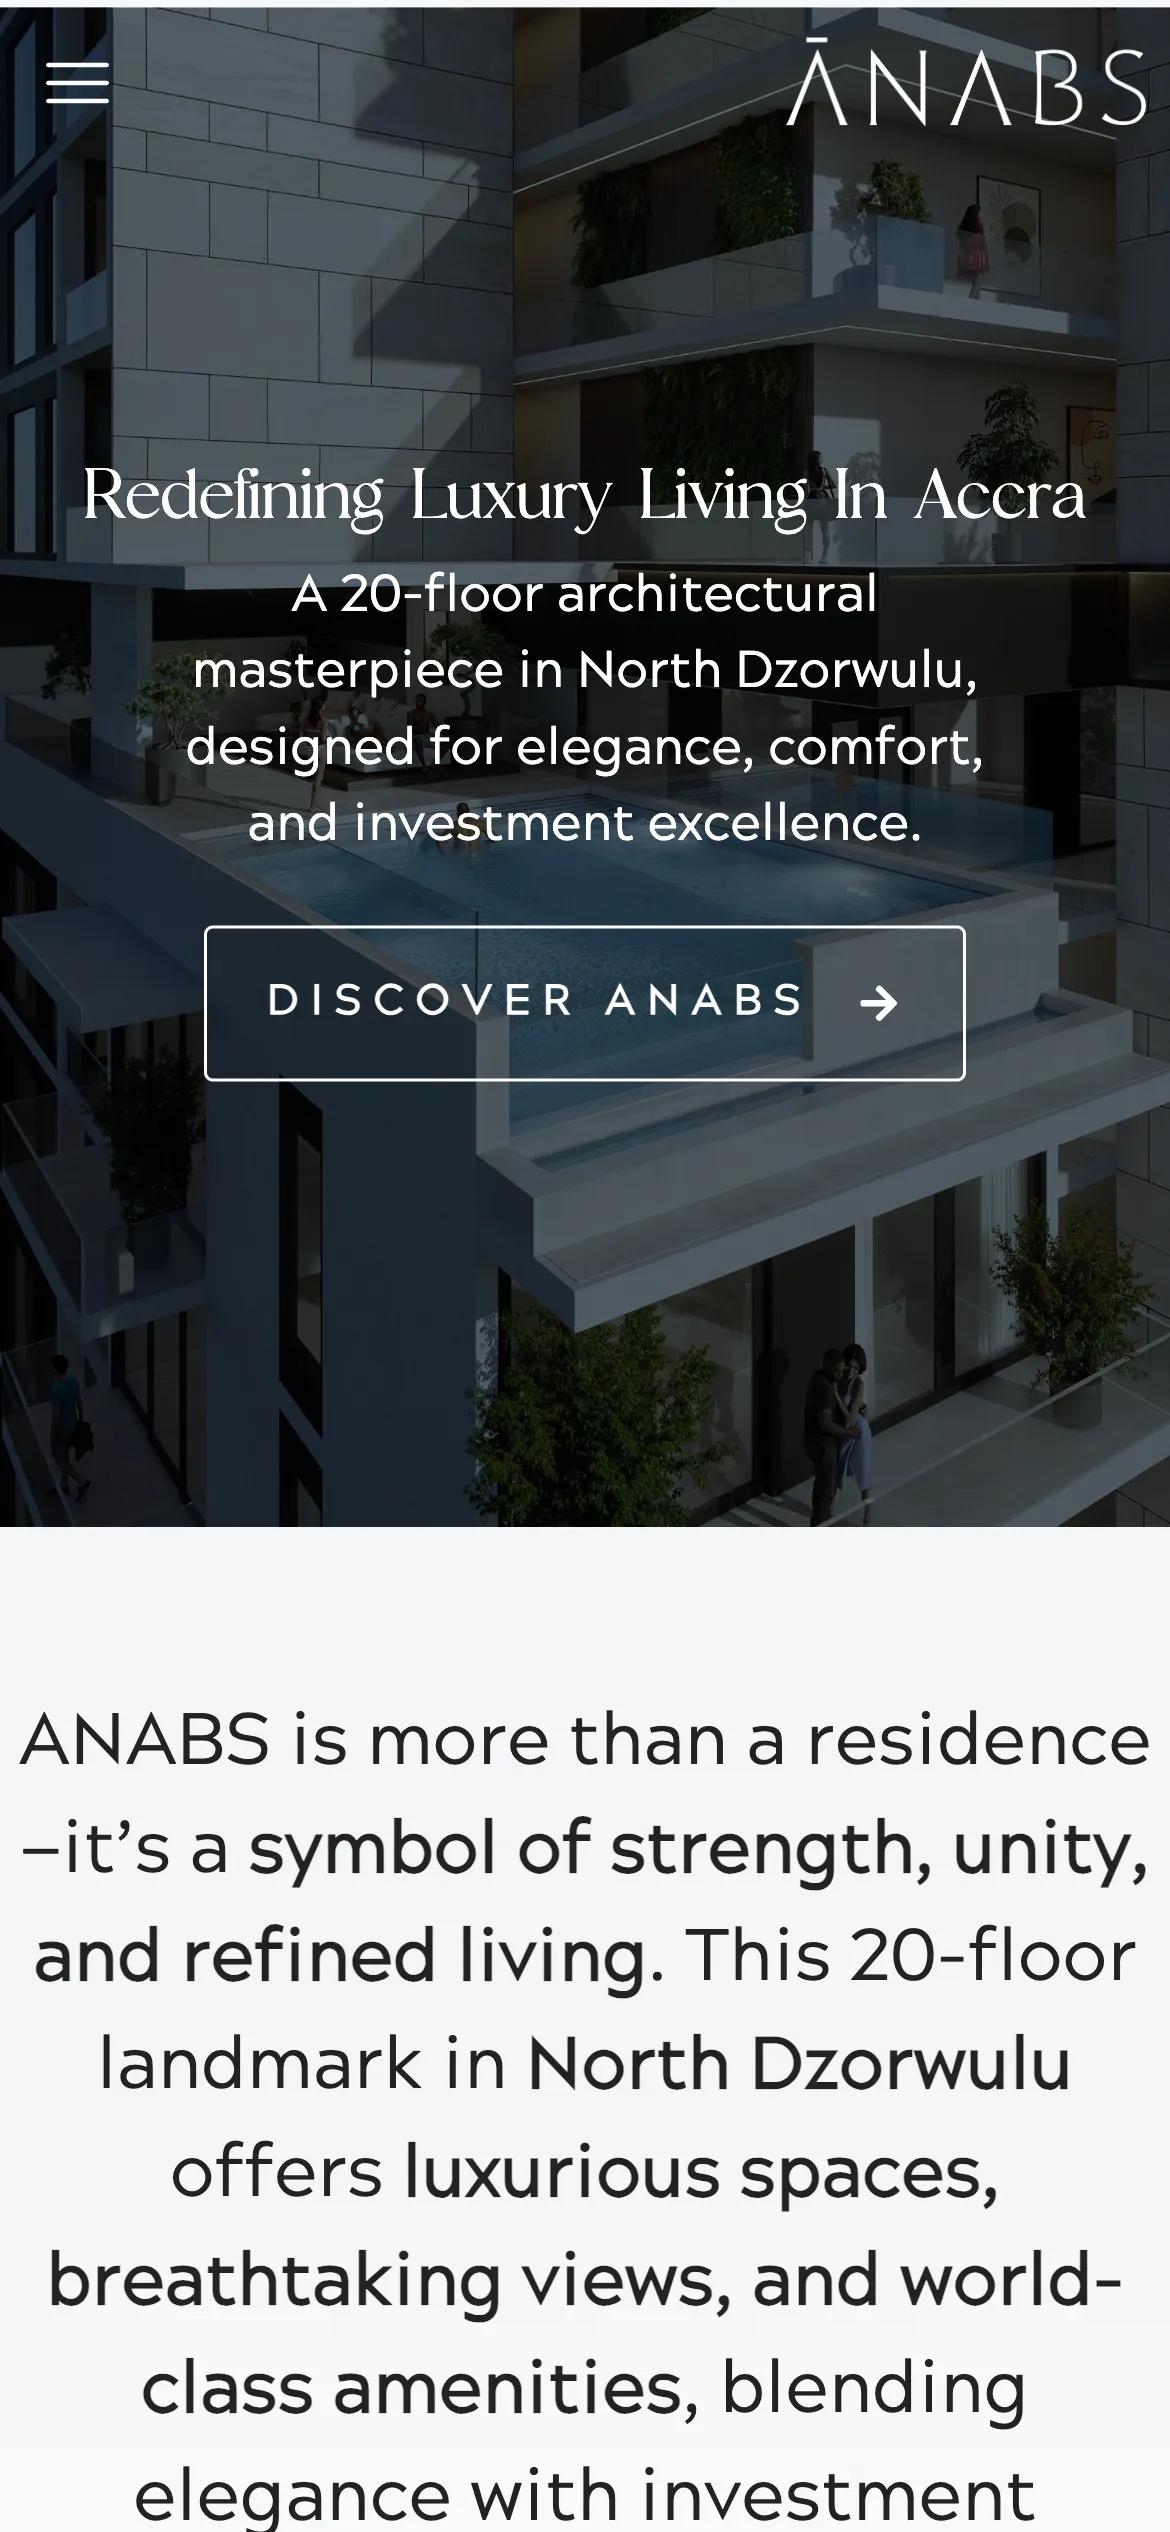 ĀNABS
Redefining Luxury Living In Accra
A 20-floor architectural
masterpiece in North Dzorwulu,
designed for elegance, comfort,
and investment excellence.
DISCOVER ANABS →
ANABS is more than a residence
—it’s a symbol of strength, unity,
and refined living. This 20-floor
landmark in North Dzorwulu
offers luxurious spaces,
breathtaking views, and world-
class amenities, blending
elegance with investment